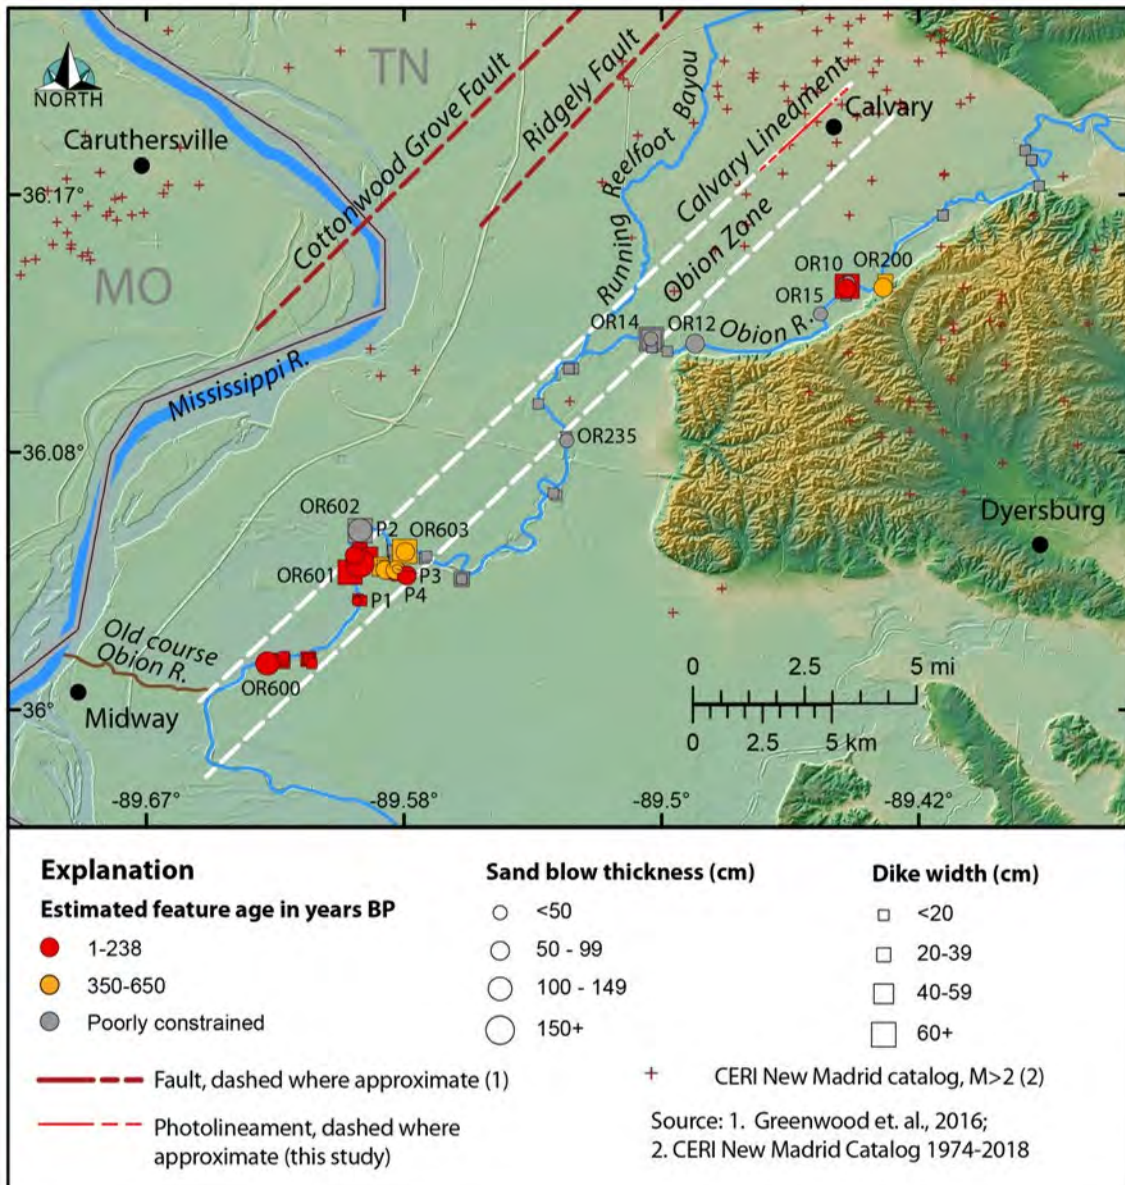 TN
NORTH
Caruthersville
Cottonwood Grove Fault
Ridgely Fault
Running Reelfoot Bayou
Calvary Lineament
Calvary
36.17°
Obion Zone
MO
OR10
OR200
OR15
OR14
OR12
Obion R.
Mississippi R.
36.08°
OR235
Dyersburg
OR602
P2
OR603
OR601
P3
P4
P1
Old course
Obion R.
OR600
0 2.5 5 mi
36°
Midway
0 2.5 5 km
-89.67° -89.58° -89.5° -89.42°
Explanation
Estimated feature age in years BP
1-238
350-650
Poorly constrained
Sand blow thickness (cm)
<50
50 - 99
100 - 149
150+
Dike width (cm)
<20
20-39
40-59
60+
Fault, dashed where approximate (1)
Photolineament, dashed where
approximate (this study)
CERI New Madrid catalog, M>2 (2)
Source: 1. Greenwood et. al., 2016;
2. CERI New Madrid Catalog 1974-2018